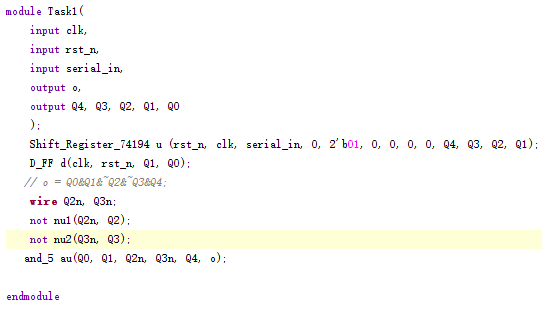 module Task1(
input clk,
input rst_n,
input serial_in,
output o,
output Q4, Q3, Q2, Q1, Q0
);
Shift_Register_74194 u (rst_n, clk, serial_in, 0, 2'b01, 0, 0, 0, 0, Q4, Q3, Q2, Q1);
D_FF d(clk, rst_n, Q1, Q0);
// o = Q0&Q1&~Q2&~Q3&Q4;
wire Q2n, Q3n;
not nu1(Q2n, Q2);
not nu2(Q3n, Q3);
and_5 au(Q0, Q1, Q2n, Q3n, Q4, o);
endmodule